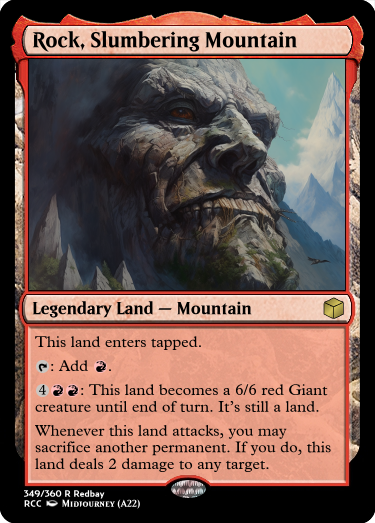 Rock, Slumbering Mountain
Legendary Land — Mountain
This land enters tapped.
: Add .
4: This land becomes a 6/6 red Giant
creature until end of turn. It's still a land.
Whenever this land attacks, you may
sacrifice another permanent. If you do, this
land deals 2 damage to any target.
349/360 R Redbay
RCC Midjourney (A22)